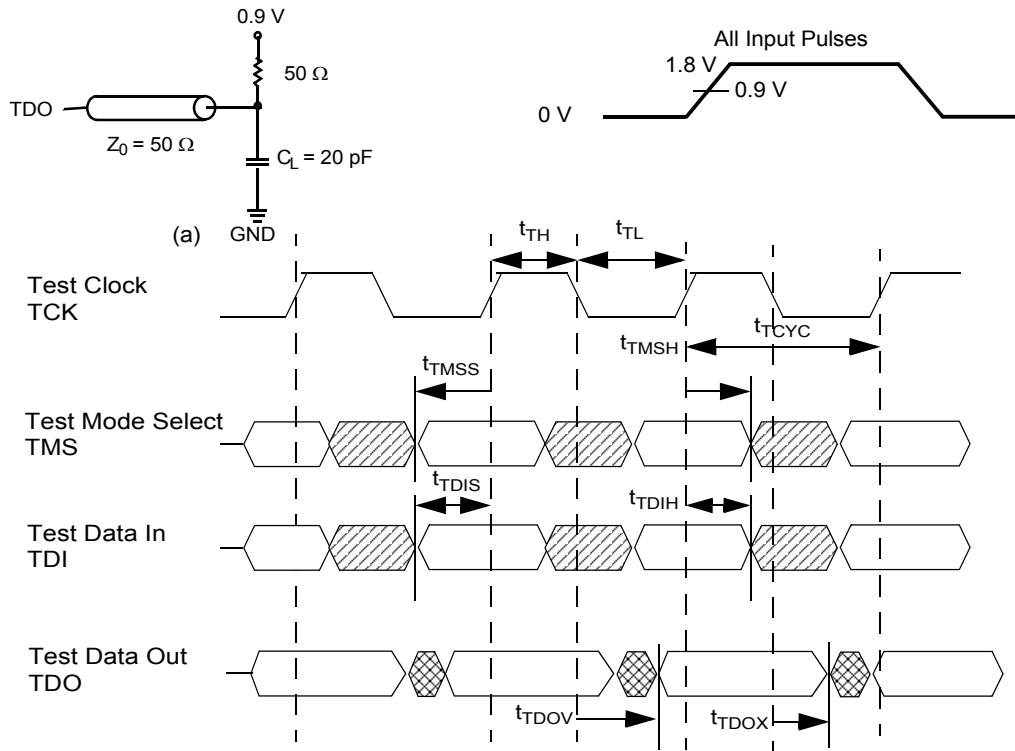 0.9 V
All Input Pulses
50 Ω
1.8 V
0.9 V
TDO
0 V
Z0 = 50 Ω
CL = 20 pF
(a)
GND
tTH
tTL
Test Clock
TCK
tTCYC
tTMSH
tTMSS
Test Mode Select
TMS
tTDIS
tTDIH
Test Data In
TDI
Test Data Out
TDO
tTDOV
tTDOX